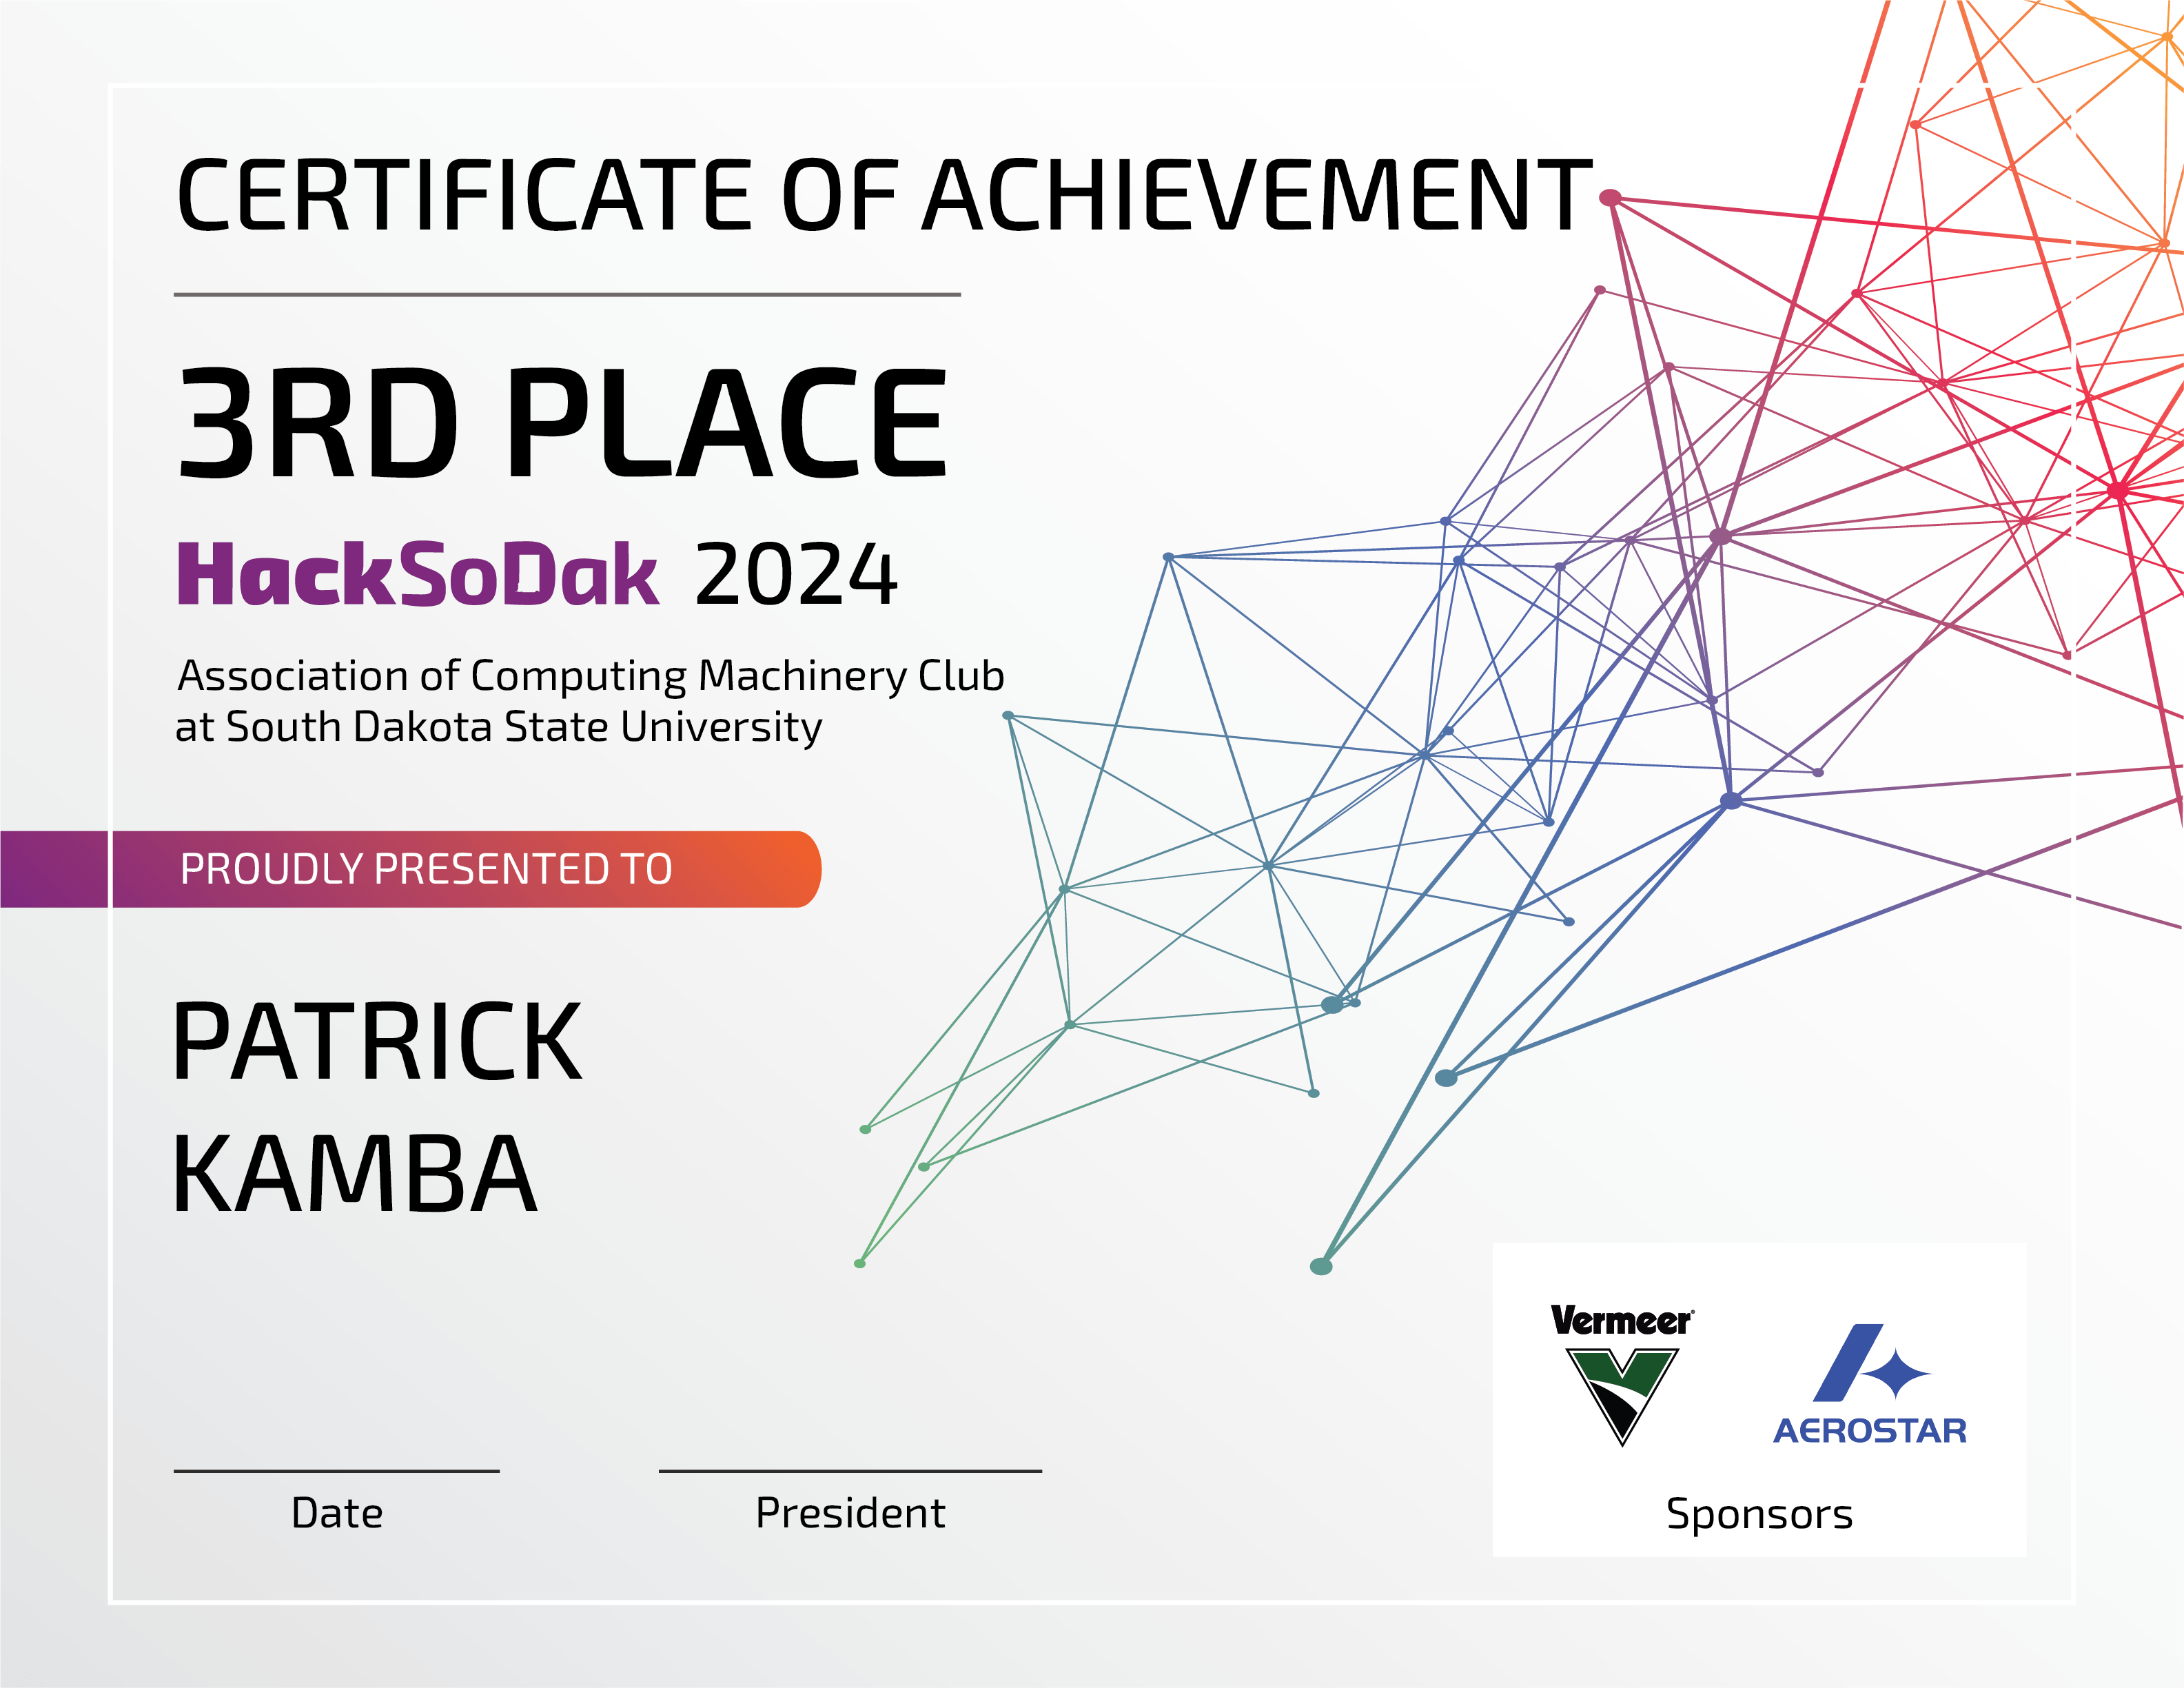 CERTIFICATE OF ACHIEVEMENT
3RD PLACE
HackSoDak 2024
Association of Computing Machinery Club
at South Dakota State University
PROUDLY PRESENTED TO
PATRICK
KAMBA
Date
President
Vermeer®
AEROSTAR
Sponsors